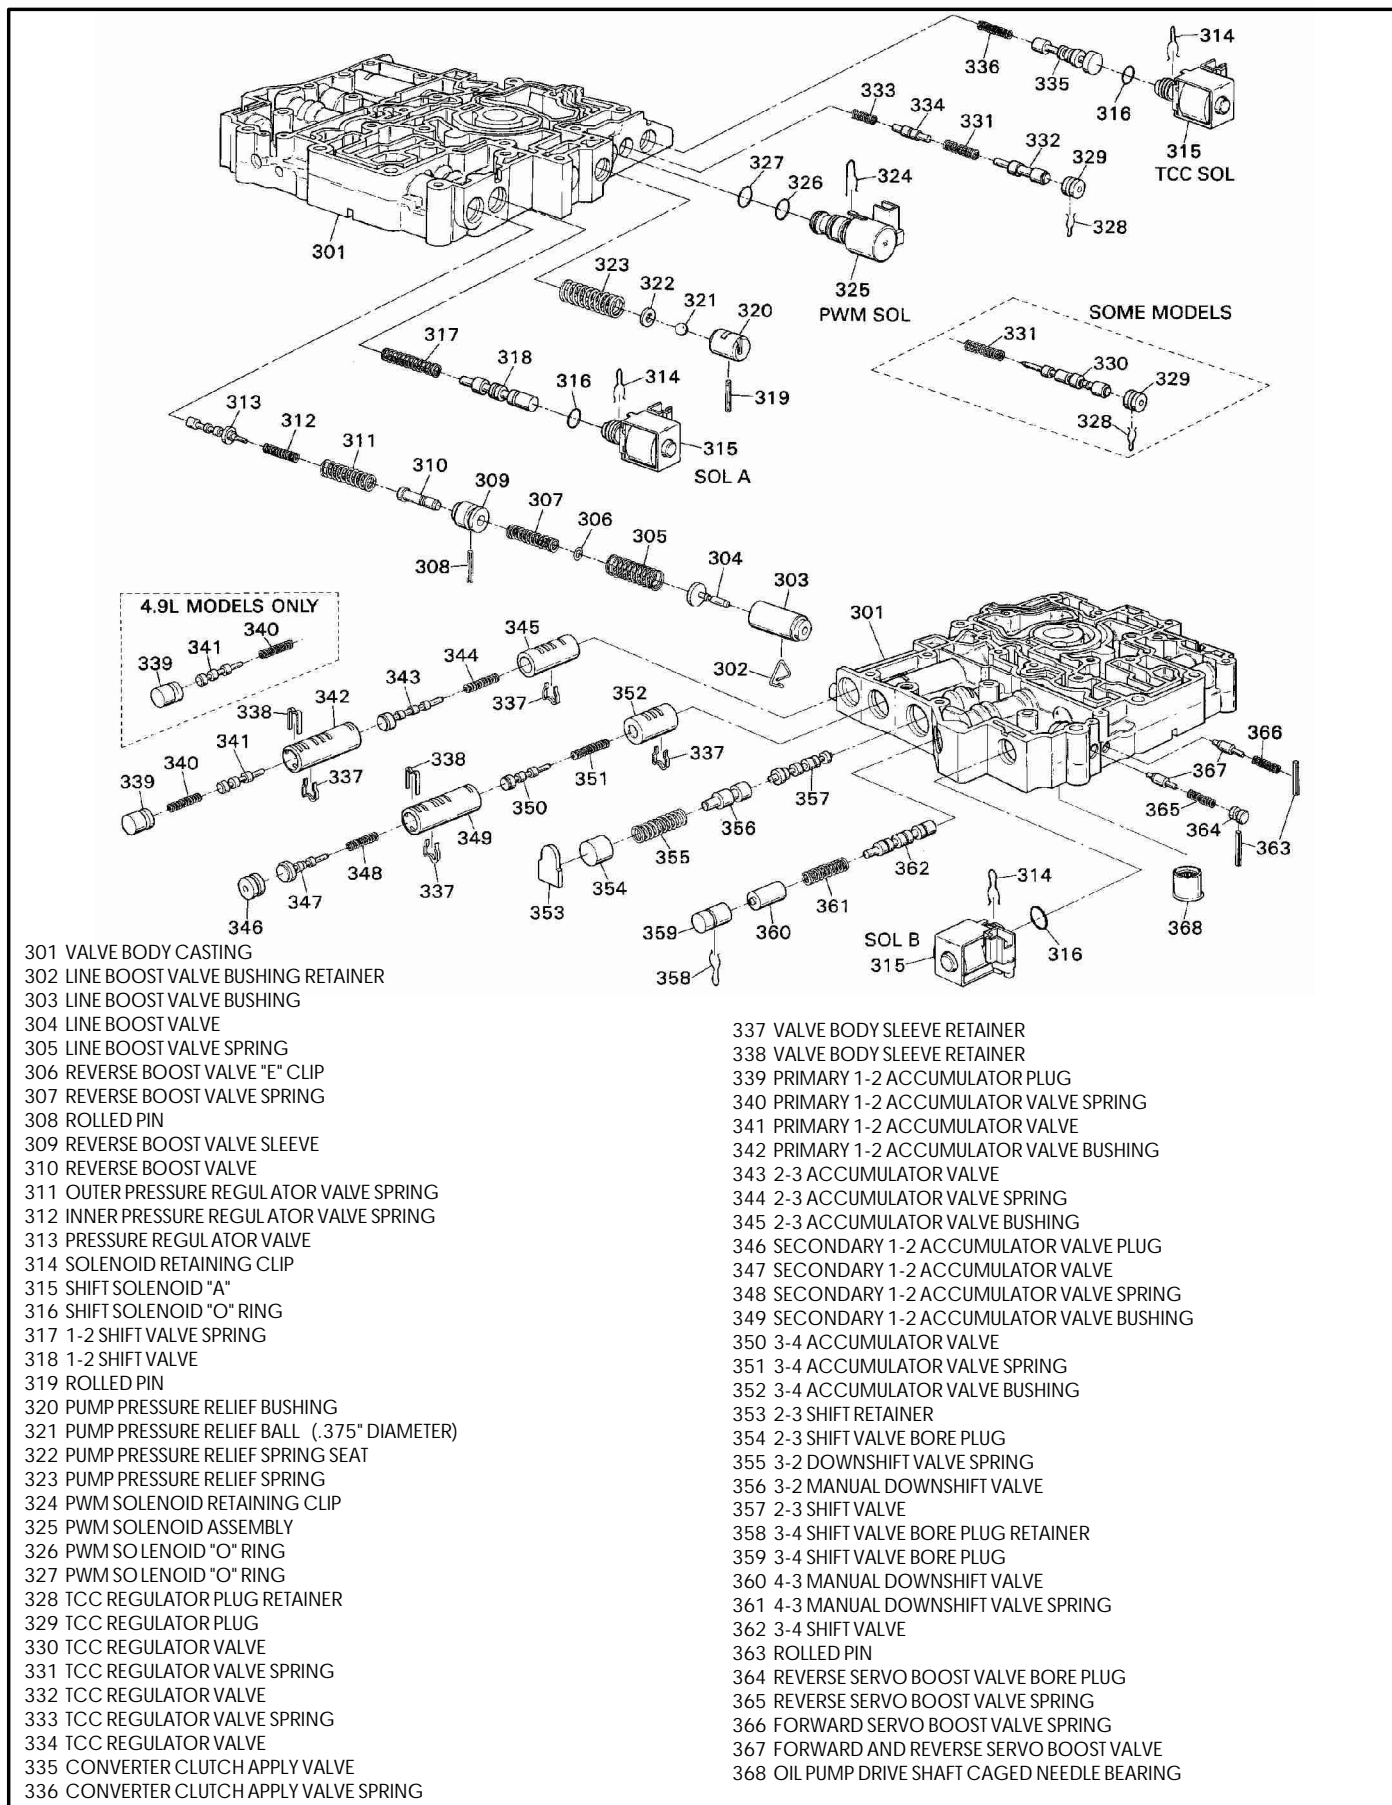 336
335
316
314
315
TCC SOL
333
334
331
332
329
328
327
326
324
325
PWM SOL
301
323
322
321
320
319
SOME MODELS
331
330
329
328
317
318
316
314
315
SOL A
313
312
311
310
309
308
307
306
305
304
303
302
4.9L MODELS ONLY
340
341
339
345
344
343
342
338
337
341
340
339
337
301
352
337
351
350
338
349
337
348
347
346
357
356
355
354
353
362
361
360
359
358
366
367
365
364
363
368
314
SOL B
315
316
301 VALVE BODY CASTING
302 LINE BOOST VALVE BUSHING RETAINER
303 LINE BOOST VALVE BUSHING
304 LINE BOOST VALVE
305 LINE BOOST VALVE SPRING
306 REVERSE BOOST VALVE "E" CLIP
307 REVERSE BOOST VALVE SPRING
308 ROLLED PIN
309 REVERSE BOOST VALVE SLEEVE
310 REVERSE BOOST VALVE
311 OUTER PRESSURE REGULATOR VALVE SPRING
312 INNER PRESSURE REGULATOR VALVE SPRING
313 PRESSURE REGULATOR VALVE
314 SOLENOID RETAINING CLIP
315 SHIFT SOLENOID "A"
316 SHIFT SOLENOID "O" RING
317 1-2 SHIFT VALVE SPRING
318 1-2 SHIFT VALVE
319 ROLLED PIN
320 PUMP PRESSURE RELIEF BUSHING
321 PUMP PRESSURE RELIEF BALL (.375" DIAMETER)
322 PUMP PRESSURE RELIEF SPRING SEAT
323 PUMP PRESSURE RELIEF SPRING
324 PWM SOLENOID RETAINING CLIP
325 PWM SOLENOID ASSEMBLY
326 PWM SOLENOID "O" RING
327 PWM SOLENOID "O" RING
328 TCC REGULATOR PLUG RETAINER
329 TCC REGULATOR PLUG
330 TCC REGULATOR VALVE
331 TCC REGULATOR VALVE SPRING
332 TCC REGULATOR VALVE
333 TCC REGULATOR VALVE SPRING
334 TCC REGULATOR VALVE
335 CONVERTER CLUTCH APPLY VALVE
336 CONVERTER CLUTCH APPLY VALVE SPRING
337 VALVE BODY SLEEVE RETAINER
338 VALVE BODY SLEEVE RETAINER
339 PRIMARY 1-2 ACCUMULATOR PLUG
340 PRIMARY 1-2 ACCUMULATOR VALVE SPRING
341 PRIMARY 1-2 ACCUMULATOR VALVE
342 PRIMARY 1-2 ACCUMULATOR VALVE BUSHING
343 2-3 ACCUMULATOR VALVE
344 2-3 ACCUMULATOR VALVE SPRING
345 2-3 ACCUMULATOR VALVE BUSHING
346 SECONDARY 1-2 ACCUMULATOR VALVE PLUG
347 SECONDARY 1-2 ACCUMULATOR VALVE
348 SECONDARY 1-2 ACCUMULATOR VALVE SPRING
349 SECONDARY 1-2 ACCUMULATOR VALVE BUSHING
350 3-4 ACCUMULATOR VALVE
351 3-4 ACCUMULATOR VALVE SPRING
352 3-4 ACCUMULATOR VALVE BUSHING
353 2-3 SHIFT RETAINER
354 2-3 SHIFT VALVE BORE PLUG
355 3-2 DOWNSHIFT VALVE SPRING
356 3-2 MANUAL DOWNSHIFT VALVE
357 2-3 SHIFT VALVE
358 3-4 SHIFT VALVE BORE PLUG RETAINER
359 3-4 SHIFT VALVE BORE PLUG
360 4-3 MANUAL DOWNSHIFT VALVE
361 4-3 MANUAL DOWNSHIFT VALVE SPRING
362 3-4 SHIFT VALVE
363 ROLLED PIN
364 REVERSE SERVO BOOST VALVE BORE PLUG
365 REVERSE SERVO BOOST VALVE SPRING
366 FORWARD SERVO BOOST VALVE SPRING
367 FORWARD AND REVERSE SERVO BOOST VALVE
368 OIL PUMP DRIVE SHAFT CAGED NEEDLE BEARING